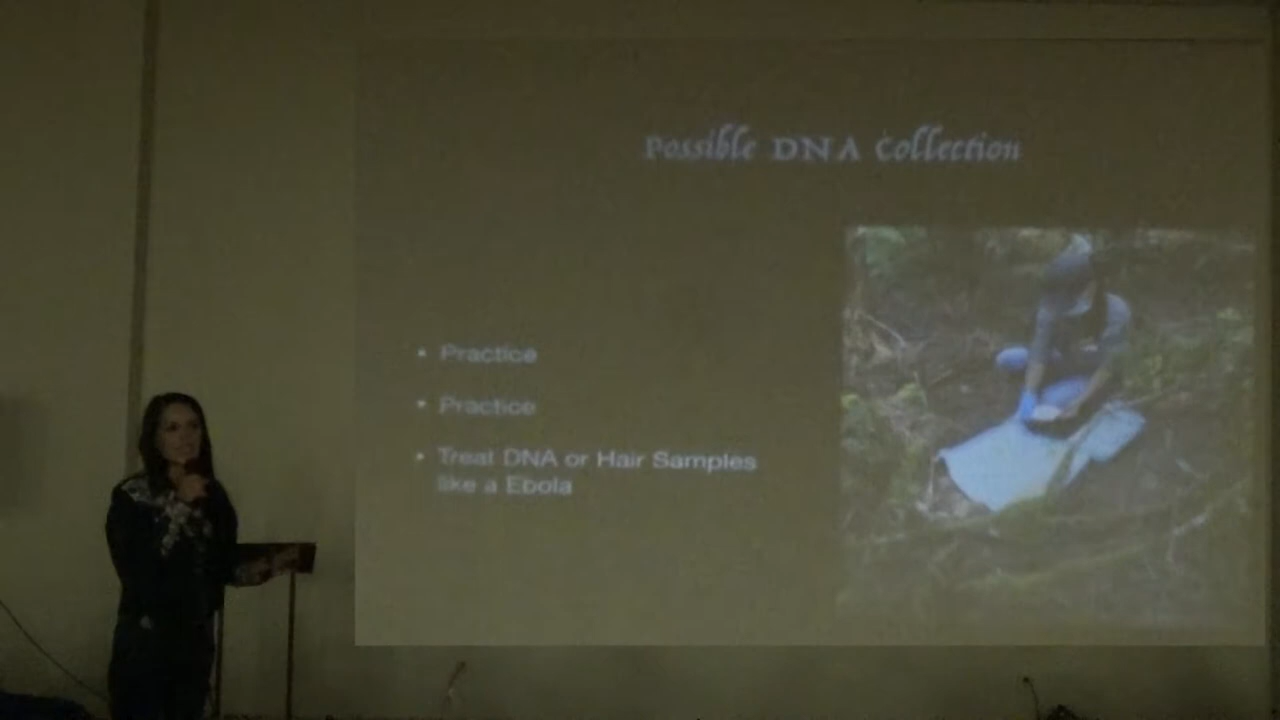 Possible DNA Collection
• Practice
• Practice
• Treat DNA or Hair Samples
like a Ebola